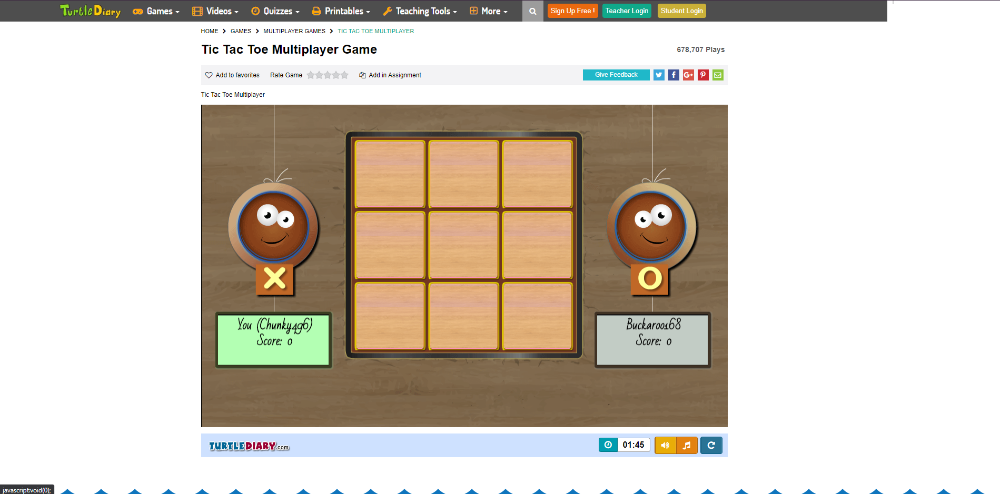 TurtleDiary Games Videos Quizzes Printables Teaching Tools More Sign Up Free ! Teacher Login Student Login
HOME GAMES MULTIPLAYER GAMES TIC TAC TOE MULTIPLAYER
Tic Tac Toe Multiplayer Game
678,707 Plays
Add to favorites Rate Game Add in Assignment Give Feedback
Tic Tac Toe Multiplayer
X
O
You (Chunky496)
Score: 0
Buckaroo168
Score: 0
TURTLEDIARY.com 01:45
javascript:void(0);